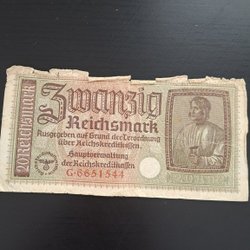 20 Reichsmark
Zwanzig
Reichsmark
Ausgegeben auf Grund der Verordnung
über Reichskreditkassen
Hauptverwaltung
der Reichskreditkassen
G·6651544